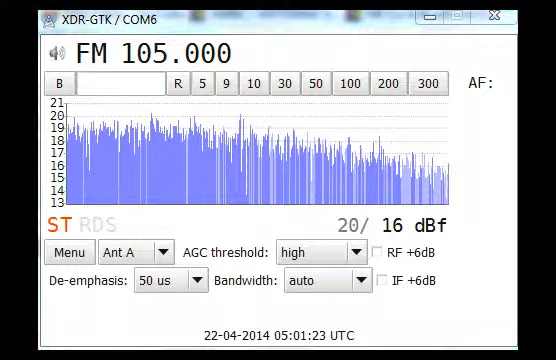 XDR-GTK / COM6
FM 105.000
B R 5 9 10 30 50 100 200 300 AF:
21
20
19
18
17
16
15
14
13
ST RDS 20/ 16 dBf
Menu Ant A AGC threshold: high RF +6dB
De-emphasis: 50 us Bandwidth: auto IF +6dB
22-04-2014 05:01:23 UTC